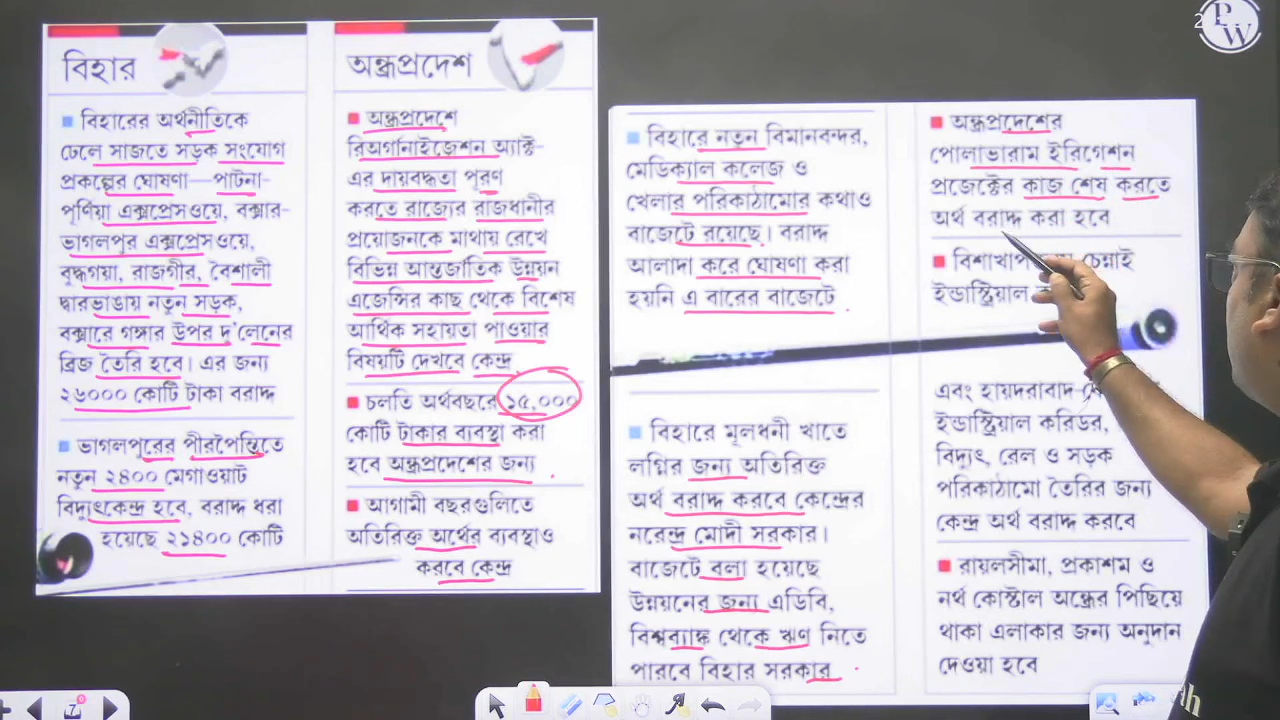 বিহার
বিহারের অর্থনীতিকে
ঢেলে সাজতে সড়ক সংযোগ
প্রকল্পের ঘোষণা—পাটনা-
পূর্ণিয়া এক্সপ্রেসওয়ে, বক্সার-
ভাগলপুর এক্সপ্রেসওয়ে,
বুদ্ধগয়া, রাজগীর, বৈশালী
দ্বারভাঙায় নতুন সড়ক,
বক্সারে গঙ্গার উপর দু'লেনের
ব্রিজ তৈরি হবে। এর জন্য
২৬০০০ কোটি টাকা বরাদ্দ
ভাগলপুরের পীরপৈন্তিতে
নতুন ২৪০০ মেগাওয়াট
বিদ্যুৎকেন্দ্র হবে, বরাদ্দ ধরা
হয়েছে ২১৪০০ কোটি
অন্ধ্রপ্রদেশ
অন্ধ্রপ্রদেশে
রিঅর্গানাইজেশন অ্যাক্ট-
এর দায়বদ্ধতা পূরণ
করতে রাজ্যের রাজধানীর
প্রয়োজনকে মাথায় রেখে
বিভিন্ন আন্তর্জাতিক উন্নয়ন
এজেন্সির কাছ থেকে বিশেষ
আর্থিক সহায়তা পাওয়ার
বিষয়টি দেখবে কেন্দ্র
চলতি অর্থবছরে ১৫,০০০
কোটি টাকার ব্যবস্থা করা
হবে অন্ধ্রপ্রদেশের জন্য
আগামী বছরগুলিতে
অতিরিক্ত অর্থের ব্যবস্থাও
করবে কেন্দ্র
বিহারে নতুন বিমানবন্দর,
মেডিক্যাল কলেজ ও
খেলার পরিকাঠামোর কথাও
বাজেটে রয়েছে। বরাদ্দ
আলাদা করে ঘোষণা করা
হয়নি এ বারের বাজেটে
বিহারে মূলধনী খাতে
লগ্নির জন্য অতিরিক্ত
অর্থ বরাদ্দ করবে কেন্দ্রের
নরেন্দ্র মোদী সরকার।
বাজেটে বলা হয়েছে
উন্নয়নের জন্য এডিবি,
বিশ্বব্যাঙ্ক থেকে ঋণ নিতে
পারবে বিহার সরকার
অন্ধ্রপ্রদেশের
পোলাভারাম ইরিগেশন
প্রজেক্টের কাজ শেষ করতে
অর্থ বরাদ্দ করা হবে
চেন্নাই
ইন্ডাস্ট্রিয়াল
এবং হায়দরাবাদ
ইন্ডাস্ট্রিয়াল করিডর,
বিদ্যুৎ, রেল ও সড়ক
পরিকাঠামো তৈরির জন্য
কেন্দ্র অর্থ বরাদ্দ করবে
রায়লসীমা, প্রকাশম ও
নর্থ কোস্টাল অন্ধ্রের পিছিয়ে
থাকা এলাকার জন্য অনুদান
দেওয়া হবে
PW
7